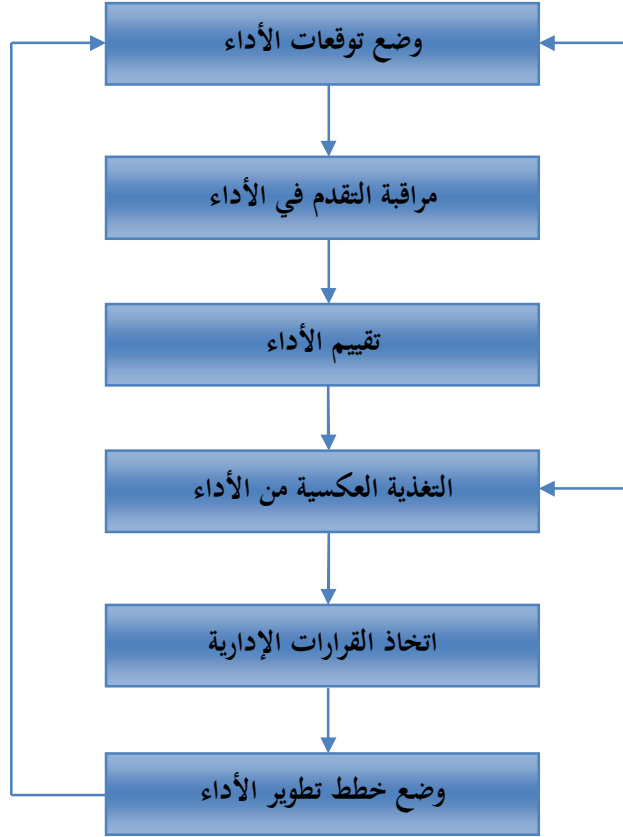 وضع توقعات الأداء
مراقبة التقدم في الأداء
تقييم الأداء
التغذية العكسية من الأداء
اتخاذ القرارات الإدارية
وضع خطط تطوير الأداء